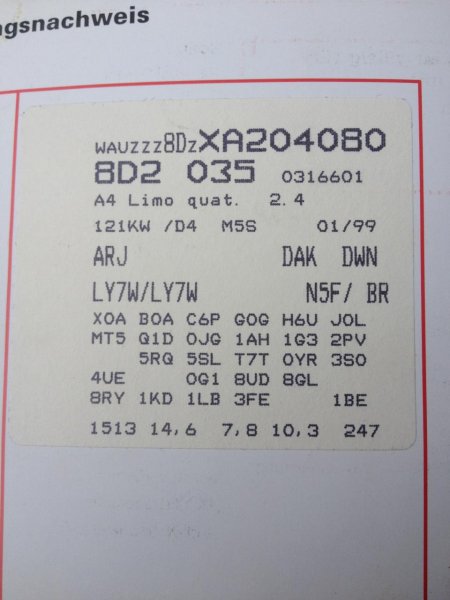 ngsnachweis
WAUZZZ8DZXA204080
8D2 035 0316601
A4 Limo quat. 2.4
121KW /D4 M5S 01/99
ARJ DAK DWN
LY7W/LY7W N5F/ BR
X0A B0A C6P G0G H6U J0L
MT5 Q1D 0JG 1AH 1G3 2PV
5RQ 5SL T7T 0YR 3S0
4UE 0G1 8UD 8GL
8RY 1KD 1LB 3FE 1BE
1513 14,6 7,8 10,3 247